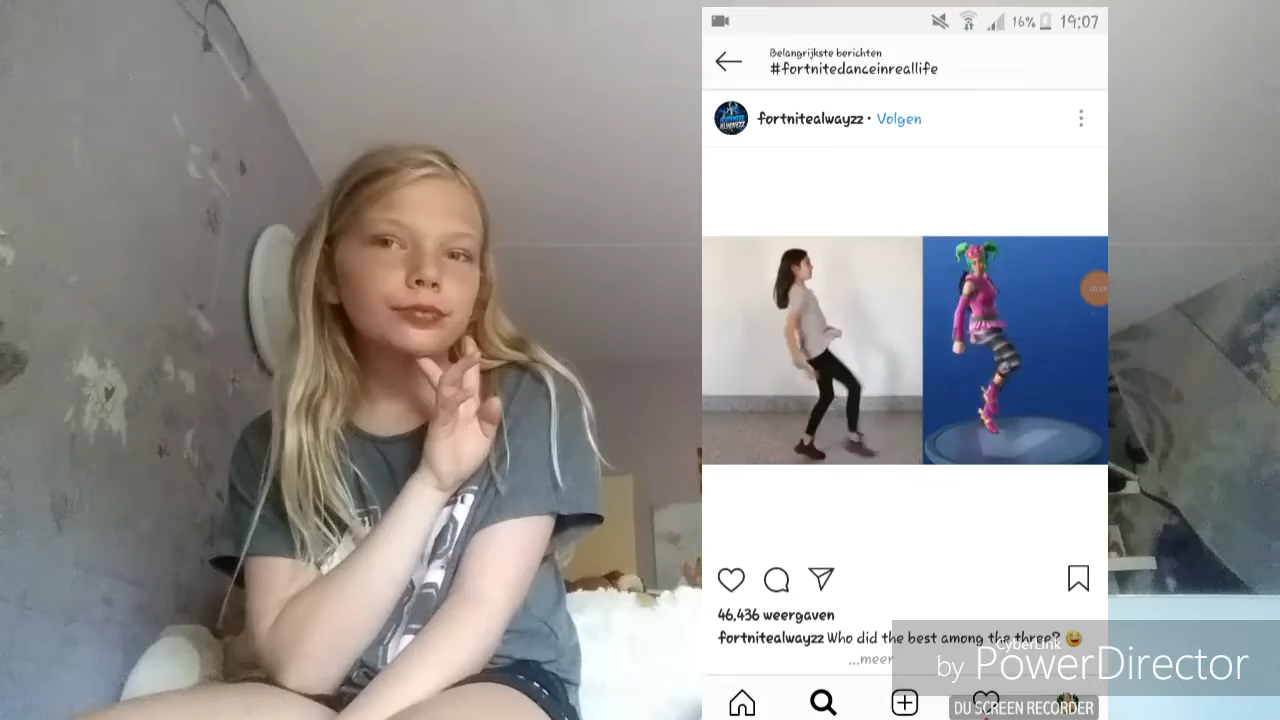 16% 19:07
Belangrijkste berichten
#fortnitedanceinreallife
fortnitealwayzz • Volgen
46.436 weergaven
fortnitealwayzz Who did the best among the three? 😂
...meer
CyberLink
by PowerDirector
DU SCREEN RECORDER